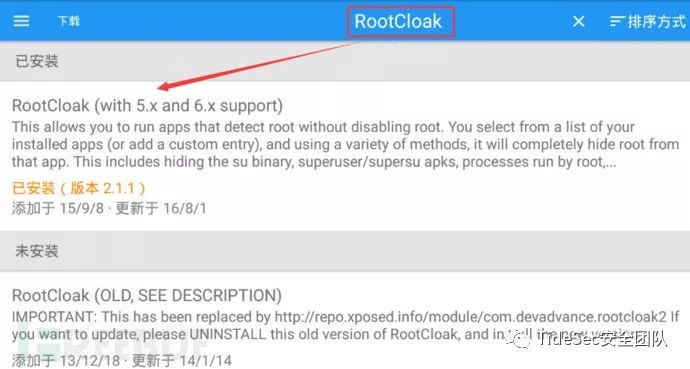 下载
RootCloak
排序方式
已安装
RootCloak (with 5.x and 6.x support)
This allows you to run apps that detect root without disabling root. You select from a list of your
installed apps (or add a custom entry), and using a variety of methods, it will completely hide root from
that app. This includes hiding the su binary, superuser/supersu apks, processes run by root,...
已安装（版本 2.1.1）
添加于 15/9/8 · 更新于 16/8/1
未安装
RootCloak (OLD, SEE DESCRIPTION)
IMPORTANT: This has been replaced by http://repo.xposed.info/module/com.devadvance.rootcloak2 If
you want to update, please UNINSTALL this old version of RootCloak, and
添加于 13/12/18 · 更新于 14/1/14
TideSec安全团队